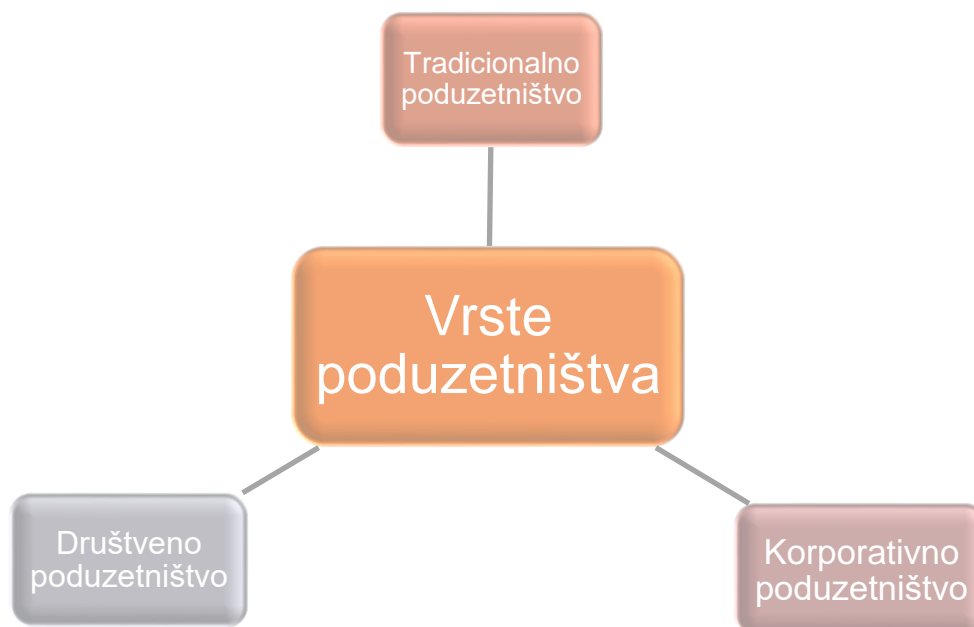 Tradicionalno
poduzetništvo
Vrste
poduzetništva
Društveno
poduzetništvo
Korporativno
poduzetništvo